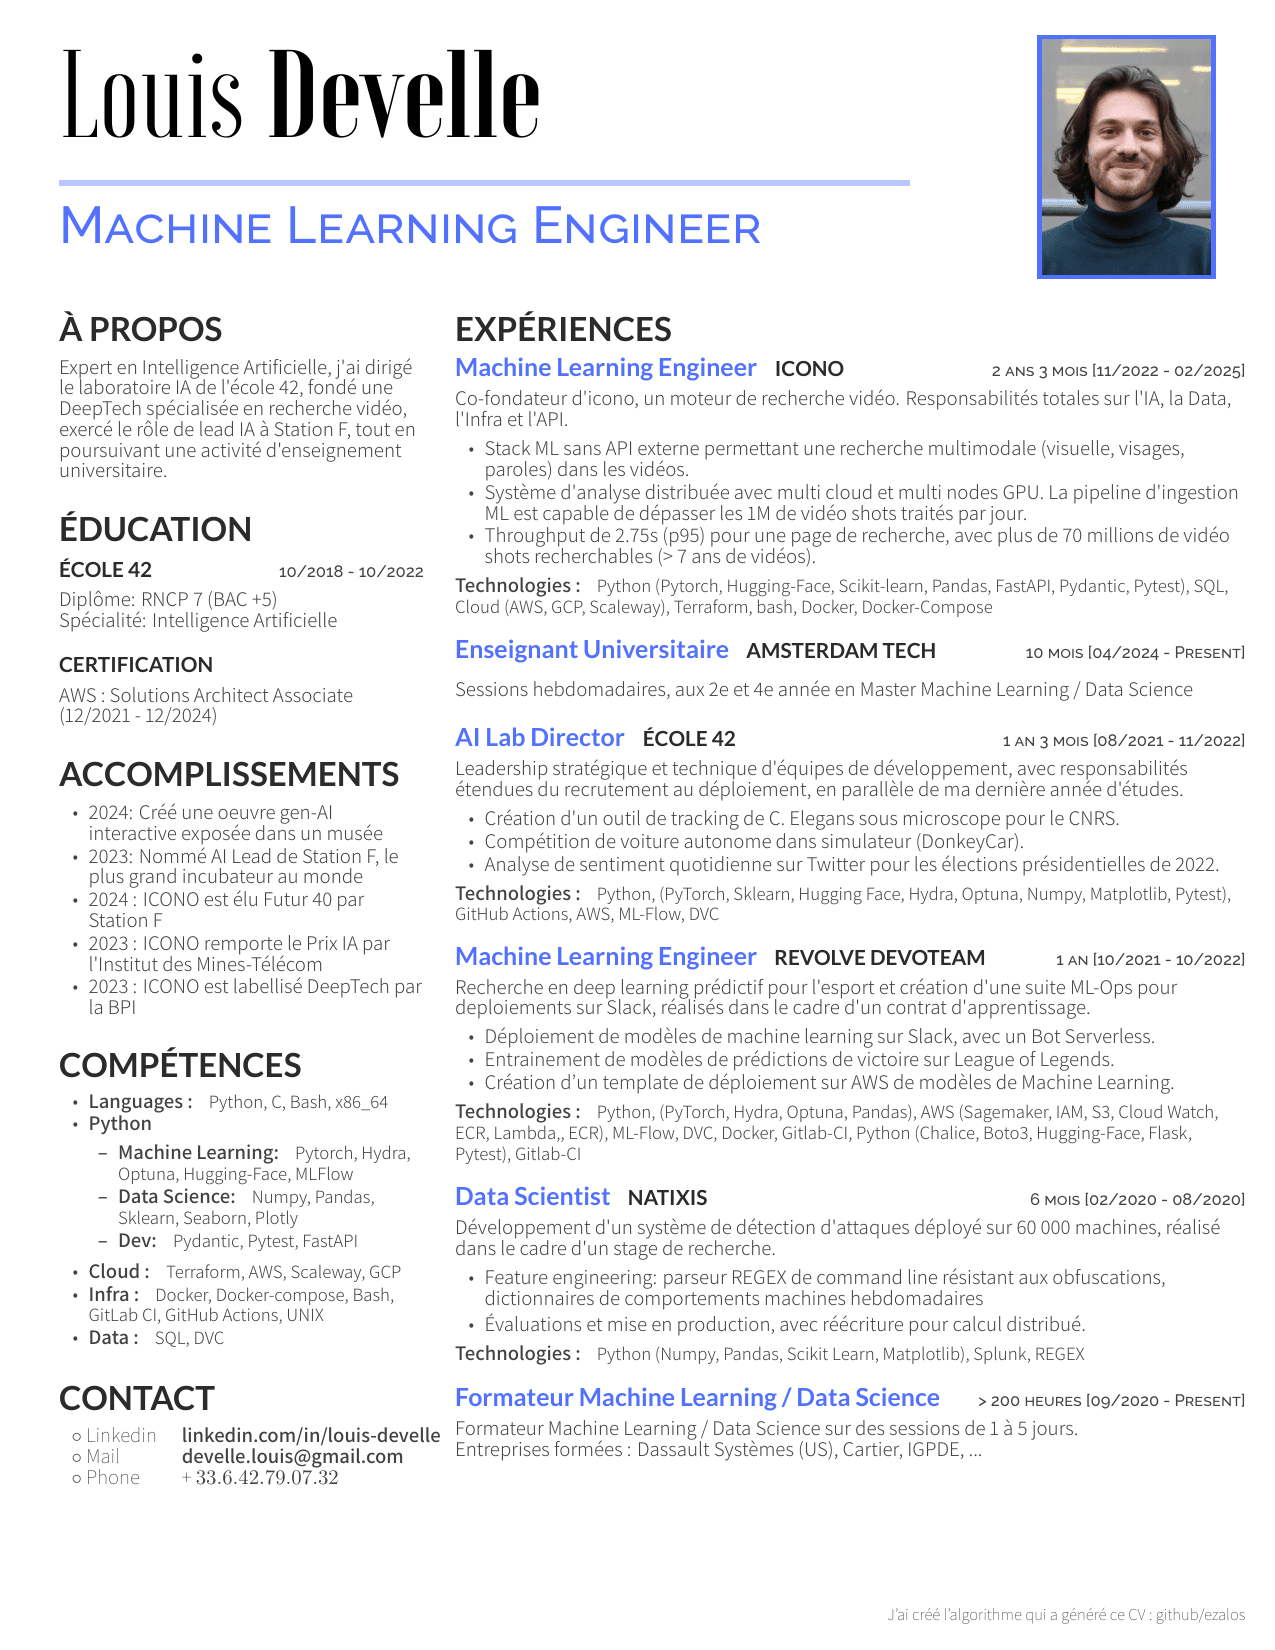 Louis Develle
Machine Learning Engineer
À PROPOS
Expert en Intelligence Artificielle, j'ai dirigé
le laboratoire IA de l'école 42, fondé une
DeepTech spécialisée en recherche vidéo,
exercé le rôle de lead IA à Station F, tout en
poursuivant une activité d'enseignement
universitaire.
ÉDUCATION
ÉCOLE 42 10/2018 - 10/2022
Diplôme: RNCP 7 (BAC +5)
Spécialité: Intelligence Artificielle
CERTIFICATION
AWS : Solutions Architect Associate
(12/2021 - 12/2024)
ACCOMPLISSEMENTS
• 2024: Créé une oeuvre gen-AI
interactive exposée dans un musée
• 2023: Nommé AI Lead de Station F, le
plus grand incubateur au monde
• 2024 : ICONO est élu Futur 40 par
Station F
• 2023 : ICONO remporte le Prix IA par
l'Institut des Mines-Télécom
• 2023 : ICONO est labellisé DeepTech par
la BPI
COMPÉTENCES
• Languages : Python, C, Bash, x86_64
• Python
– Machine Learning: Pytorch, Hydra,
Optuna, Hugging-Face, MLFlow
– Data Science: Numpy, Pandas,
Sklearn, Seaborn, Plotly
– Dev: Pydantic, Pytest, FastAPI
• Cloud : Terraform, AWS, Scaleway, GCP
• Infra : Docker, Docker-compose, Bash,
GitLab CI, GitHub Actions, UNIX
• Data : SQL, DVC
CONTACT
○ Linkedin linkedin.com/in/louis-develle
○ Mail develle.louis@gmail.com
○ Phone + 33.6.42.79.07.32
EXPÉRIENCES
Machine Learning Engineer ICONO 2 ANS 3 MOIS [11/2022 - 02/2025]
Co-fondateur d'icono, un moteur de recherche vidéo. Responsabilités totales sur l'IA, la Data,
l'Infra et l'API.
• Stack ML sans API externe permettant une recherche multimodale (visuelle, visages,
paroles) dans les vidéos.
• Système d'analyse distribuée avec multi cloud et multi nodes GPU. La pipeline d'ingestion
ML est capable de dépasser les 1M de vidéo shots traités par jour.
• Throughput de 2.75s (p95) pour une page de recherche, avec plus de 70 millions de vidéo
shots recherchables (> 7 ans de vidéos).
Technologies : Python (Pytorch, Hugging-Face, Scikit-learn, Pandas, FastAPI, Pydantic, Pytest), SQL,
Cloud (AWS, GCP, Scaleway), Terraform, bash, Docker, Docker-Compose
Enseignant Universitaire AMSTERDAM TECH 10 MOIS [04/2024 - PRESENT]
Sessions hebdomadaires, aux 2e et 4e année en Master Machine Learning / Data Science
AI Lab Director ÉCOLE 42 1 AN 3 MOIS [08/2021 - 11/2022]
Leadership stratégique et technique d'équipes de développement, avec responsabilités
étendues du recrutement au déploiement, en parallèle de ma dernière année d'études.
• Création d'un outil de tracking de C. Elegans sous microscope pour le CNRS.
• Compétition de voiture autonome dans simulateur (DonkeyCar).
• Analyse de sentiment quotidienne sur Twitter pour les élections présidentielles de 2022.
Technologies : Python, (PyTorch, Sklearn, Hugging Face, Hydra, Optuna, Numpy, Matplotlib, Pytest),
GitHub Actions, AWS, ML-Flow, DVC
Machine Learning Engineer REVOLVE DEVOTEAM 1 AN [10/2021 - 10/2022]
Recherche en deep learning prédictif pour l'esport et création d'une suite ML-Ops pour
deploiements sur Slack, réalisés dans le cadre d'un contrat d'apprentissage.
• Déploiement de modèles de machine learning sur Slack, avec un Bot Serverless.
• Entrainement de modèles de prédictions de victoire sur League of Legends.
• Création d’un template de déploiement sur AWS de modèles de Machine Learning.
Technologies : Python, (PyTorch, Hydra, Optuna, Pandas), AWS (Sagemaker, IAM, S3, Cloud Watch,
ECR, Lambda,, ECR), ML-Flow, DVC, Docker, Gitlab-CI, Python (Chalice, Boto3, Hugging-Face, Flask,
Pytest), Gitlab-CI
Data Scientist NATIXIS 6 MOIS [02/2020 - 08/2020]
Développement d'un système de détection d'attaques déployé sur 60 000 machines, réalisé
dans le cadre d'un stage de recherche.
• Feature engineering: parseur REGEX de command line résistant aux obfuscations,
dictionnaires de comportements machines hebdomadaires
• Évaluations et mise en production, avec réécriture pour calcul distribué.
Technologies : Python (Numpy, Pandas, Scikit Learn, Matplotlib), Splunk, REGEX
Formateur Machine Learning / Data Science > 200 HEURES [09/2020 - PRESENT]
Formateur Machine Learning / Data Science sur des sessions de 1 à 5 jours.
Entreprises formées : Dassault Systèmes (US), Cartier, IGPDE, ...
J’ai créé l’algorithme qui a généré ce CV : github/ezalos